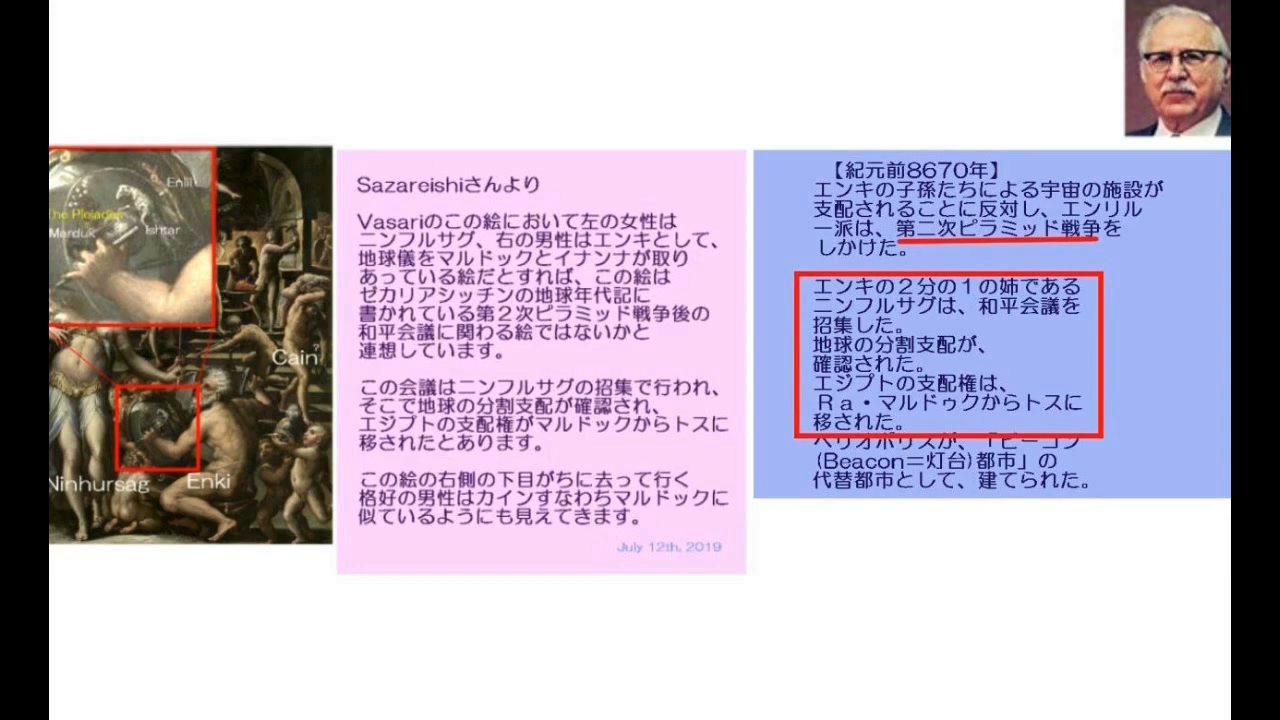 Enlil
The Pleiades
Marduk
Ishtar
Cain?
Ninhursag
Enki
Sazareishiさんより
Vasariのこの絵において左の女性は
ニンフルサグ、右の男性はエンキとして、
地球儀をマルドックとイナンナが取り
あっている絵だとすれば、この絵は
ゼカリアシッチンの地球年代記に
書かれている第2次ピラミッド戦争後の
和平会議に関わる絵ではないかと
連想しています。
この会議はニンフルサグの招集で行われ、
そこで地球の分割支配が確認され、
エジプトの支配権がマルドックからトスに
移されたとあります。
この絵の右側の下目がちに去って行く
格好の男性はカインすなわちマルドックに
似ているようにも見えてきます。
July 12th, 2019
【紀元前8670年】
エンキの子孫たちによる宇宙の施設が
支配されることに反対し、エンリル
一派は、第二次ピラミッド戦争を
しかけた。
エンキの２分の１の姉である
ニンフルサグは、和平会議を
招集した。
地球の分割支配が、
確認された。
エジプトの支配権は、
Ｒａ・マルドゥクからトスに
移された。
ヘリオポリスが、「ビーコン
(Beacon＝灯台)都市」の
代替都市として、建てられた。